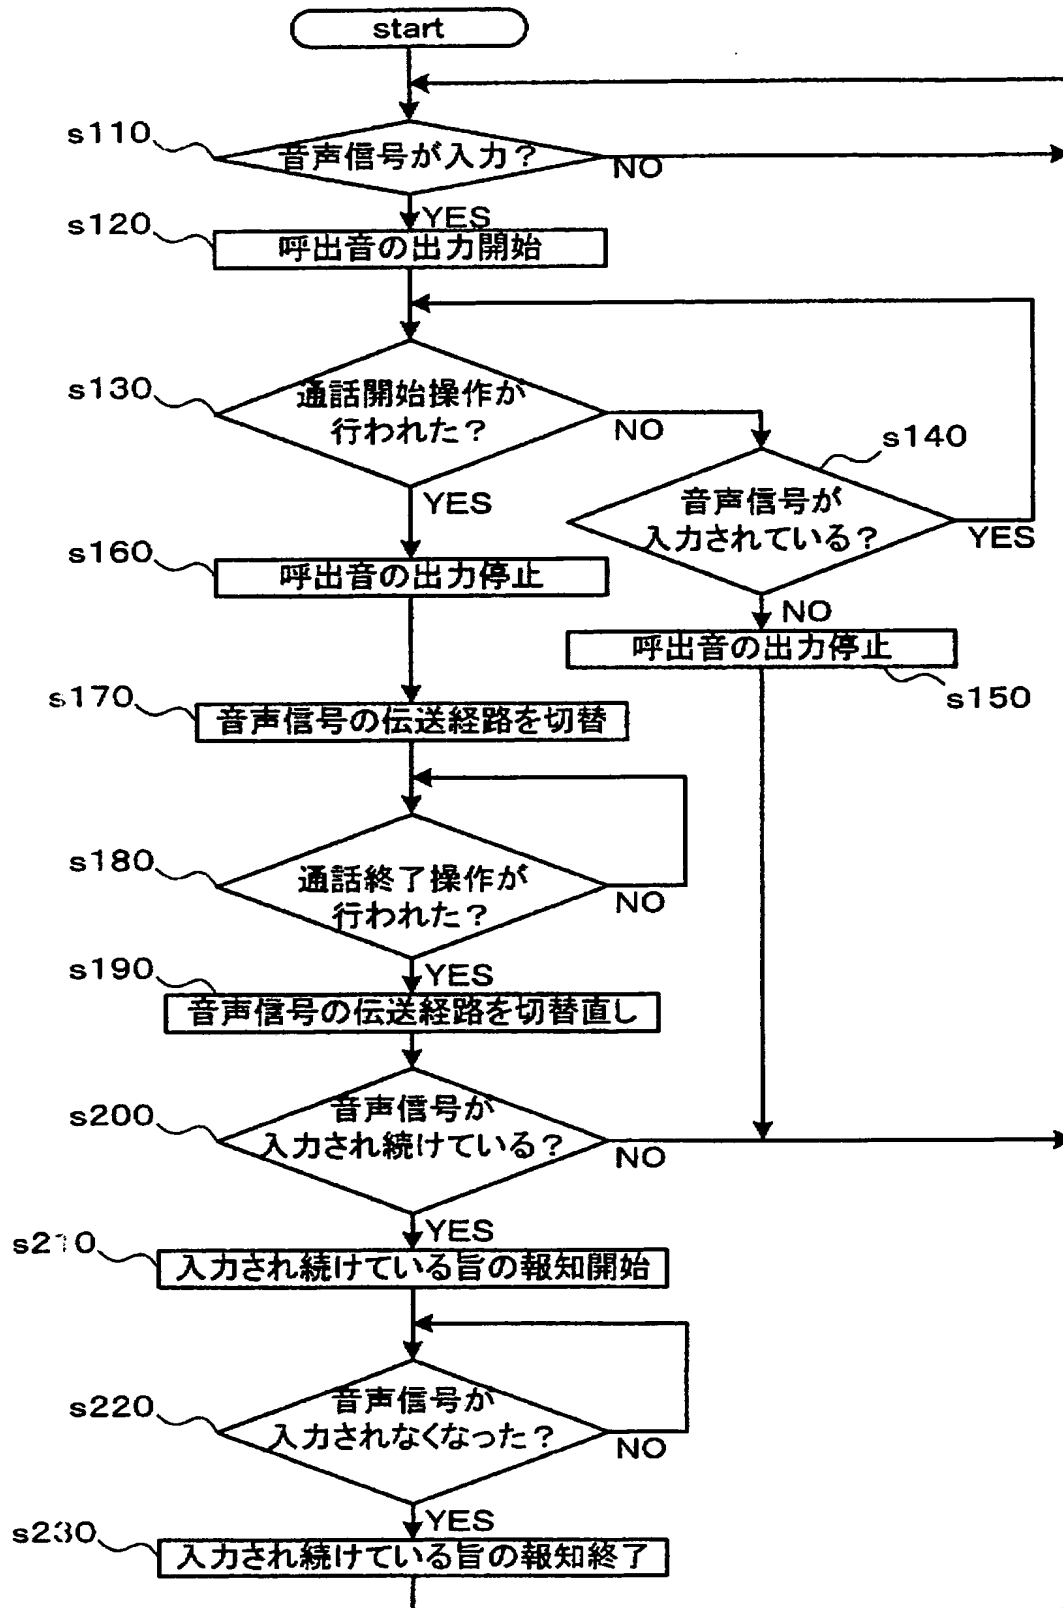 start
s110
音声信号が入力？
NO
YES
s120
呼出音の出力開始
s130
通話開始操作が
行われた？
NO
YES
s140
音声信号が
入力されている？
YES
NO
s160
呼出音の出力停止
呼出音の出力停止
s150
s170
音声信号の伝送経路を切替
s180
通話終了操作が
行われた？
NO
YES
s190
音声信号の伝送経路を切替直し
s200
音声信号が
入力され続けている？
NO
YES
s210
入力され続けている旨の報知開始
s220
音声信号が
入力されなくなった？
NO
YES
s230
入力され続けている旨の報知終了